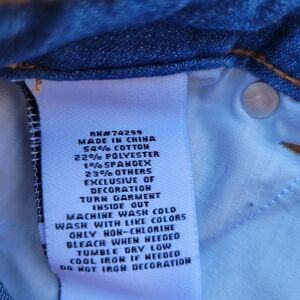 RN#74299
MADE IN CHINA
54% COTTON
22% POLYESTER
1% SPANDEX
23% OTHERS
EXCLUSIVE OF
DECORATION
TURN GARMENT
INSIDE OUT
MACHINE WASH COLD
WASH WITH LIKE COLORS
ONLY NON-CHLORINE
BLEACH WHEN NEEDED
TUMBLE DRY LOW
COOL IRON IF NEEDED
DO NOT IRON DECORATION